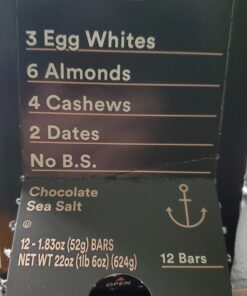 3 Egg Whites
6 Almonds
4 Cashews
2 Dates
No B.S.
Chocolate
Sea Salt
12 - 1.83oz (52g) BARS
NET WT 22oz (1lb 6oz) (624g)
12 Bars
OPEN